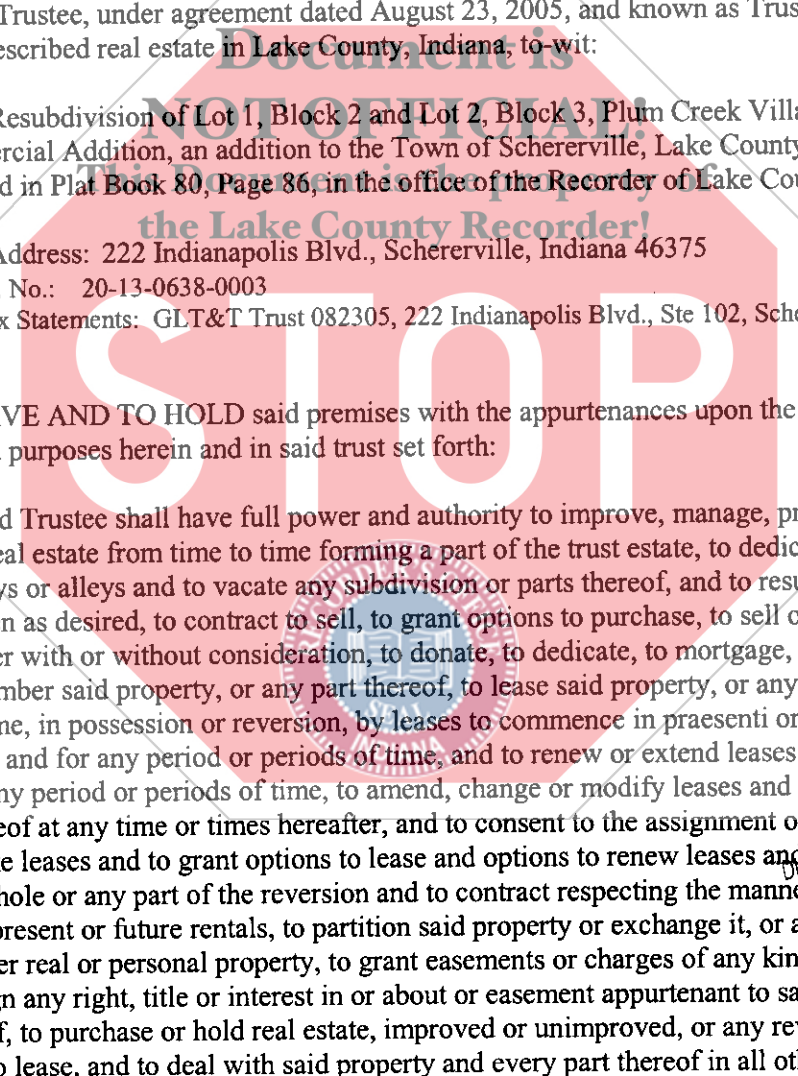 Trustee, under agreement dated August 23, 2005, and known as Trus
escribed real estate in Lake County, Indiana, to-wit:
Document is
Resubdivision of Lot 1, Block 2 and Lot 2, Block 3, Plum Creek Villa
NOT OFFICIAL!
ercial Addition, an addition to the Town of Schererville, Lake County
d in Plat Book 80, Page 86, in the office of the Recorder of Lake Cou
This Document is the property of
the Lake County Recorder!
Address: 222 Indianapolis Blvd., Schererville, Indiana 46375
No.: 20-13-0638-0003
x Statements: GLT&T Trust 082305, 222 Indianapolis Blvd., Ste 102, Sche
STOP
VE AND TO HOLD said premises with the appurtenances upon the
purposes herein and in said trust set forth:
d Trustee shall have full power and authority to improve, manage, pr
eal estate from time to time forming a part of the trust estate, to dedic
ys or alleys and to vacate any subdivision or parts thereof, and to resu
n as desired, to contract to sell, to grant options to purchase, to sell o
er with or without consideration, to donate, to dedicate, to mortgage,
mber said property, or any part thereof, to lease said property, or any
me, in possession or reversion, by leases to commence in praesenti or
and for any period or periods of time, and to renew or extend leases
ny period or periods of time, to amend, change or modify leases and
eof at any time or times hereafter, and to consent to the assignment o
e leases and to grant options to lease and options to renew leases and
hole or any part of the reversion and to contract respecting the manne
present or future rentals, to partition said property or exchange it, or a
er real or personal property, to grant easements or charges of any kin
gn any right, title or interest in or about or easement appurtenant to sa
f, to purchase or hold real estate, improved or unimproved, or any rev
o lease, and to deal with said property and every part thereof in all oth
SEAL
INDIANA